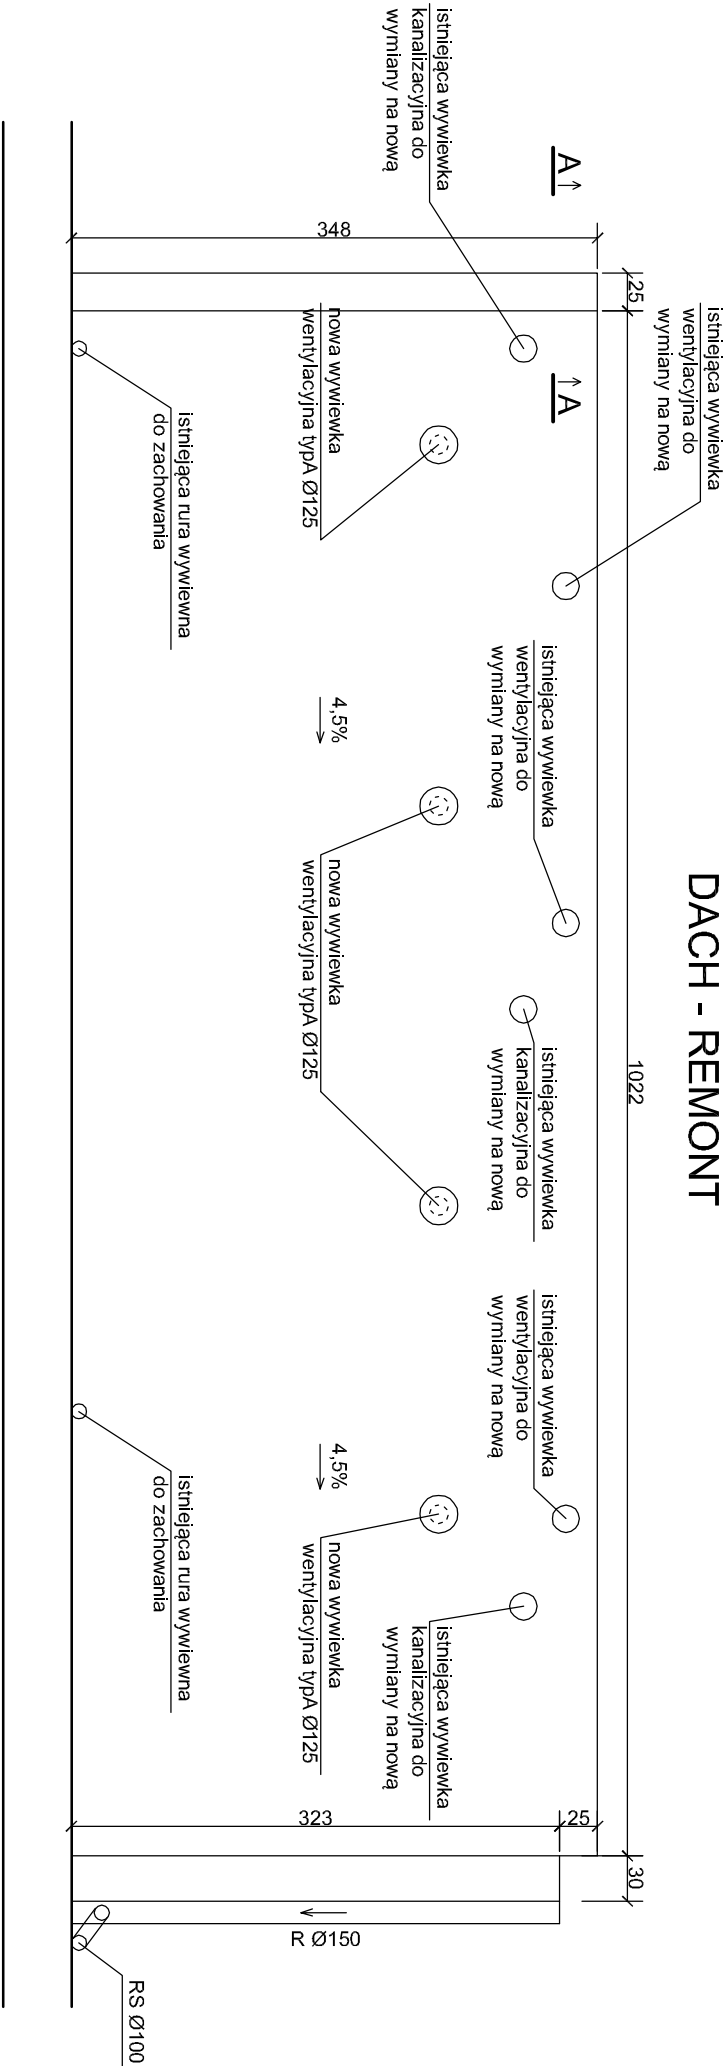 DACH - REMONT
istniejąca wywiewka
wentylacyjna do
wymiany na nową
istniejąca wywiewka
kanalizacyjna do
wymiany na nową
A
A
25
1022
30
348
istniejąca wywiewka
wentylacyjna do
wymiany na nową
istniejąca wywiewka
kanalizacyjna do
wymiany na nową
istniejąca wywiewka
wentylacyjna do
wymiany na nową
istniejąca wywiewka
kanalizacyjna do
wymiany na nową
25
323
nowa wywiewka
wentylacyjna typA Ø125
4,5%
nowa wywiewka
wentylacyjna typA Ø125
4,5%
nowa wywiewka
wentylacyjna typA Ø125
R Ø150
istniejąca rura wywiewna
do zachowania
istniejąca rura wywiewna
do zachowania
RS Ø100